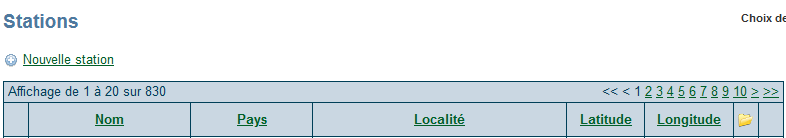 Stations
Choix de
Nouvelle station
Affichage de 1 à 20 sur 830 << < 1 2 3 4 5 6 7 8 9 10 > >>
Nom Pays Localité Latitude Longitude